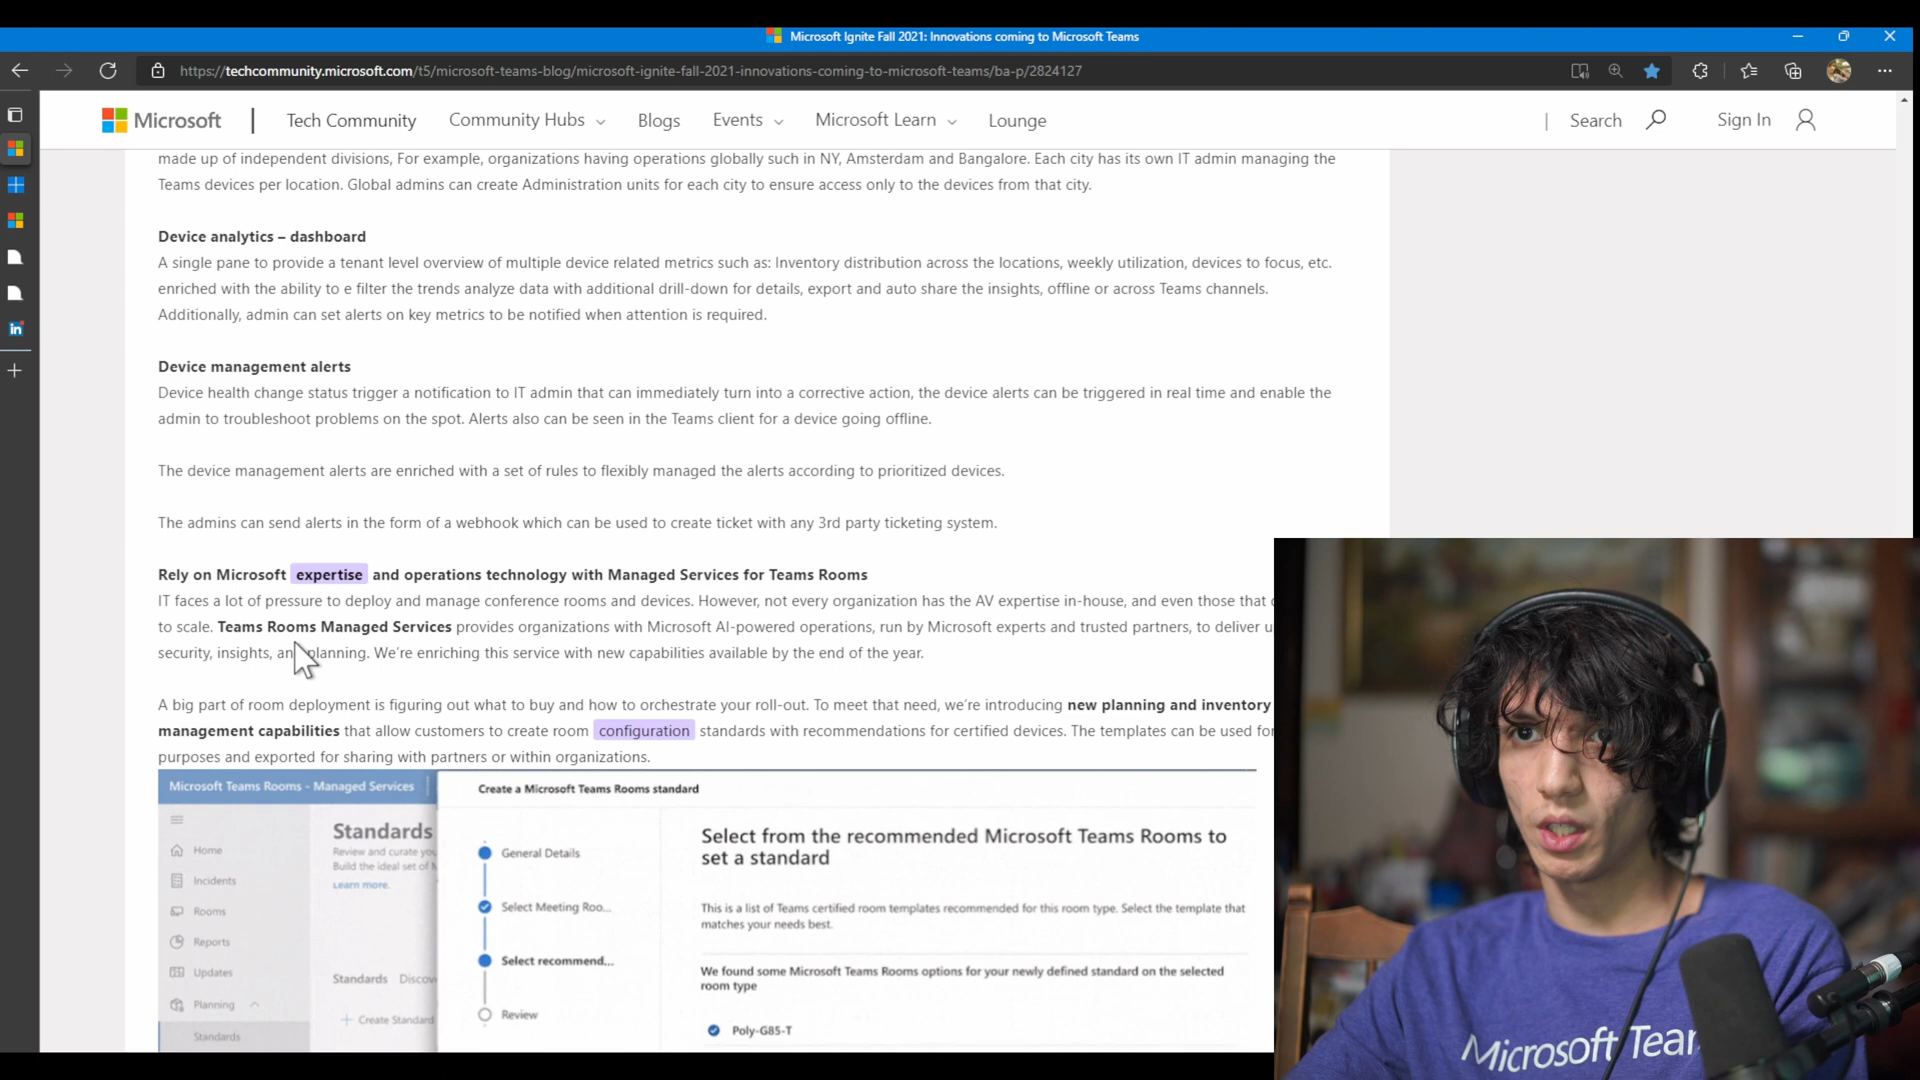 Microsoft Ignite Fall 2021: Innovations coming to Microsoft Teams
https://techcommunity.microsoft.com/t5/microsoft-teams-blog/microsoft-ignite-fall-2021-innovations-coming-to-microsoft-teams/ba-p/2824127
Microsoft | Tech Community Community Hubs Blogs Events Microsoft Learn Lounge | Search Sign In
made up of independent divisions, For example, organizations having operations globally such in NY, Amsterdam and Bangalore. Each city has its own IT admin managing the
Teams devices per location. Global admins can create Administration units for each city to ensure access only to the devices from that city.
Device analytics – dashboard
A single pane to provide a tenant level overview of multiple device related metrics such as: Inventory distribution across the locations, weekly utilization, devices to focus, etc.
enriched with the ability to e filter the trends analyze data with additional drill-down for details, export and auto share the insights, offline or across Teams channels.
Additionally, admin can set alerts on key metrics to be notified when attention is required.
Device management alerts
Device health change status trigger a notification to IT admin that can immediately turn into a corrective action, the device alerts can be triggered in real time and enable the
admin to troubleshoot problems on the spot. Alerts also can be seen in the Teams client for a device going offline.
The device management alerts are enriched with a set of rules to flexibly managed the alerts according to prioritized devices.
The admins can send alerts in the form of a webhook which can be used to create ticket with any 3rd party ticketing system.
Rely on Microsoft expertise and operations technology with Managed Services for Teams Rooms
IT faces a lot of pressure to deploy and manage conference rooms and devices. However, not every organization has the AV expertise in-house, and even those that
to scale. Teams Rooms Managed Services provides organizations with Microsoft AI-powered operations, run by Microsoft experts and trusted partners, to deliver
security, insights, and planning. We're enriching this service with new capabilities available by the end of the year.
A big part of room deployment is figuring out what to buy and how to orchestrate your roll-out. To meet that need, we're introducing new planning and inventory
management capabilities that allow customers to create room configuration standards with recommendations for certified devices. The templates can be used for
purposes and exported for sharing with partners or within organizations.
Microsoft Teams Rooms - Managed Services
Home
Incidents
Rooms
Reports
Updates
Planning
Standards
Standards
Review and curate you
Build the ideal set of
Learn more.
Standards Discov
+ Create Standard
Create a Microsoft Teams Rooms standard
General Details
Select Meeting Roo...
Select recommend...
Review
Select from the recommended Microsoft Teams Rooms to
set a standard
This is a list of Teams certified room templates recommended for this room type. Select the template that
matches your needs best.
We found some Microsoft Teams Rooms options for your newly defined standard on the selected
room type
Poly-G85-T
Microsoft Team